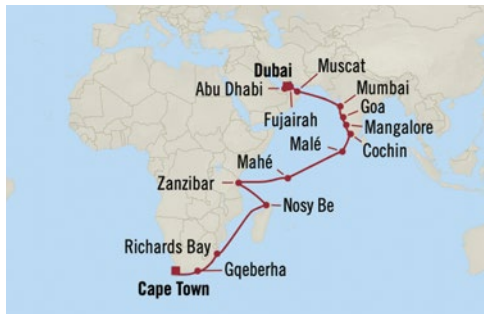 Dubai
Muscat
Abu Dhabi
Mumbai
Goa
Fujairah
Mangalore
Malé
Cochin
Mahé
Zanzibar
Nosy Be
Richards Bay
Gqeberha
Cape Town